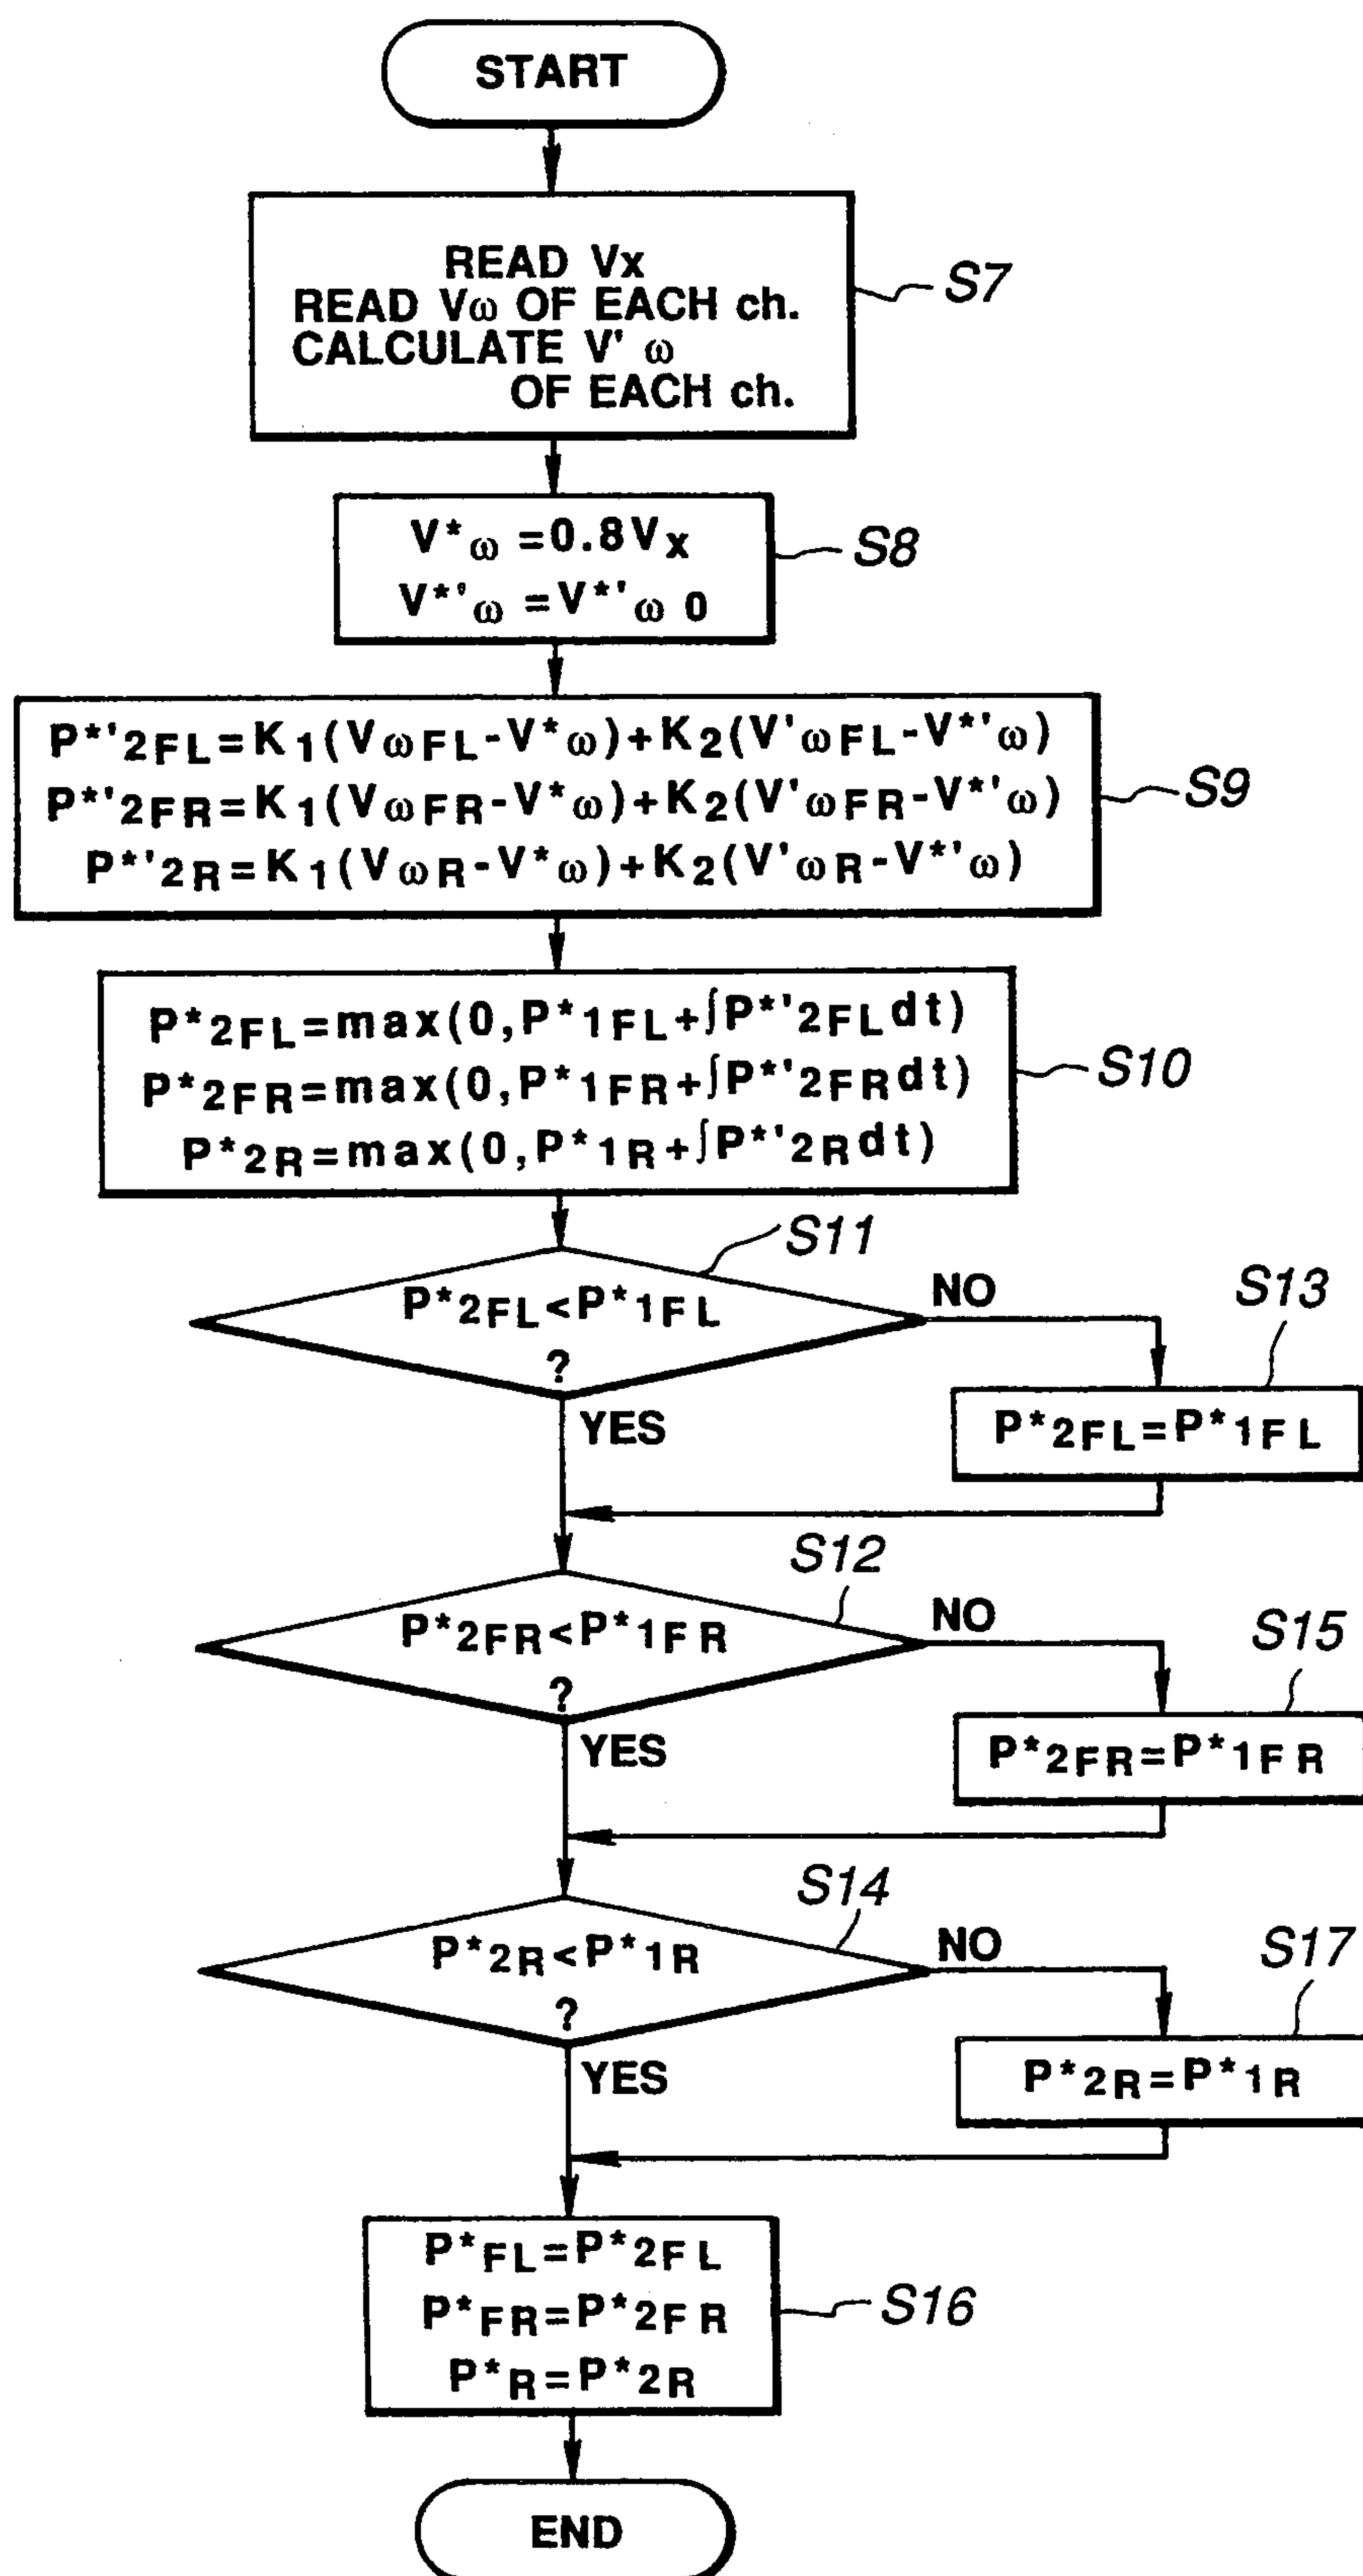 START
READ Vx
READ Vω OF EACH ch.
CALCULATE V' ω
OF EACH ch.
S7
V*ω =0.8Vx
V*'ω =V*'ω 0
S8
P*'2FL=K1(VωFL-V*ω)+K2(V'ωFL-V*'ω)
P*'2FR=K1(VωFR-V*ω)+K2(V'ωFR-V*'ω)
P*'2R=K1(VωR-V*ω)+K2(V'ωR-V*'ω)
S9
P*2FL=max(0,P*1FL+∫P*'2FLdt)
P*2FR=max(0,P*1FR+∫P*'2FRdt)
P*2R=max(0,P*1R+∫P*'2Rdt)
S10
S11
P*2FL<P*1FL
?
NO
YES
S13
P*2FL=P*1FL
S12
P*2FR<P*1FR
?
NO
YES
S15
P*2FR=P*1FR
S14
P*2R<P*1R
?
NO
YES
S17
P*2R=P*1R
P*FL=P*2FL
P*FR=P*2FR
P*R=P*2R
S16
END